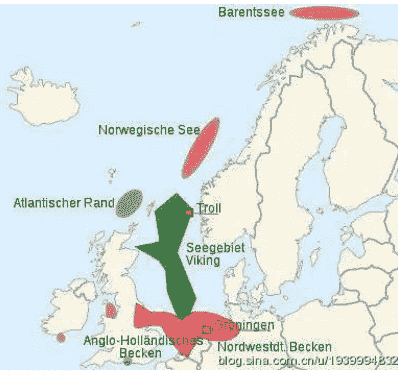 Barentssee
Norwegische See
Atlantischer Rand
Troll
Seegebiet
Viking
Groningen
Anglo-Holländisches
Becken
Nordwestdt. Becken
blog.sina.com.cn/u/1939994832